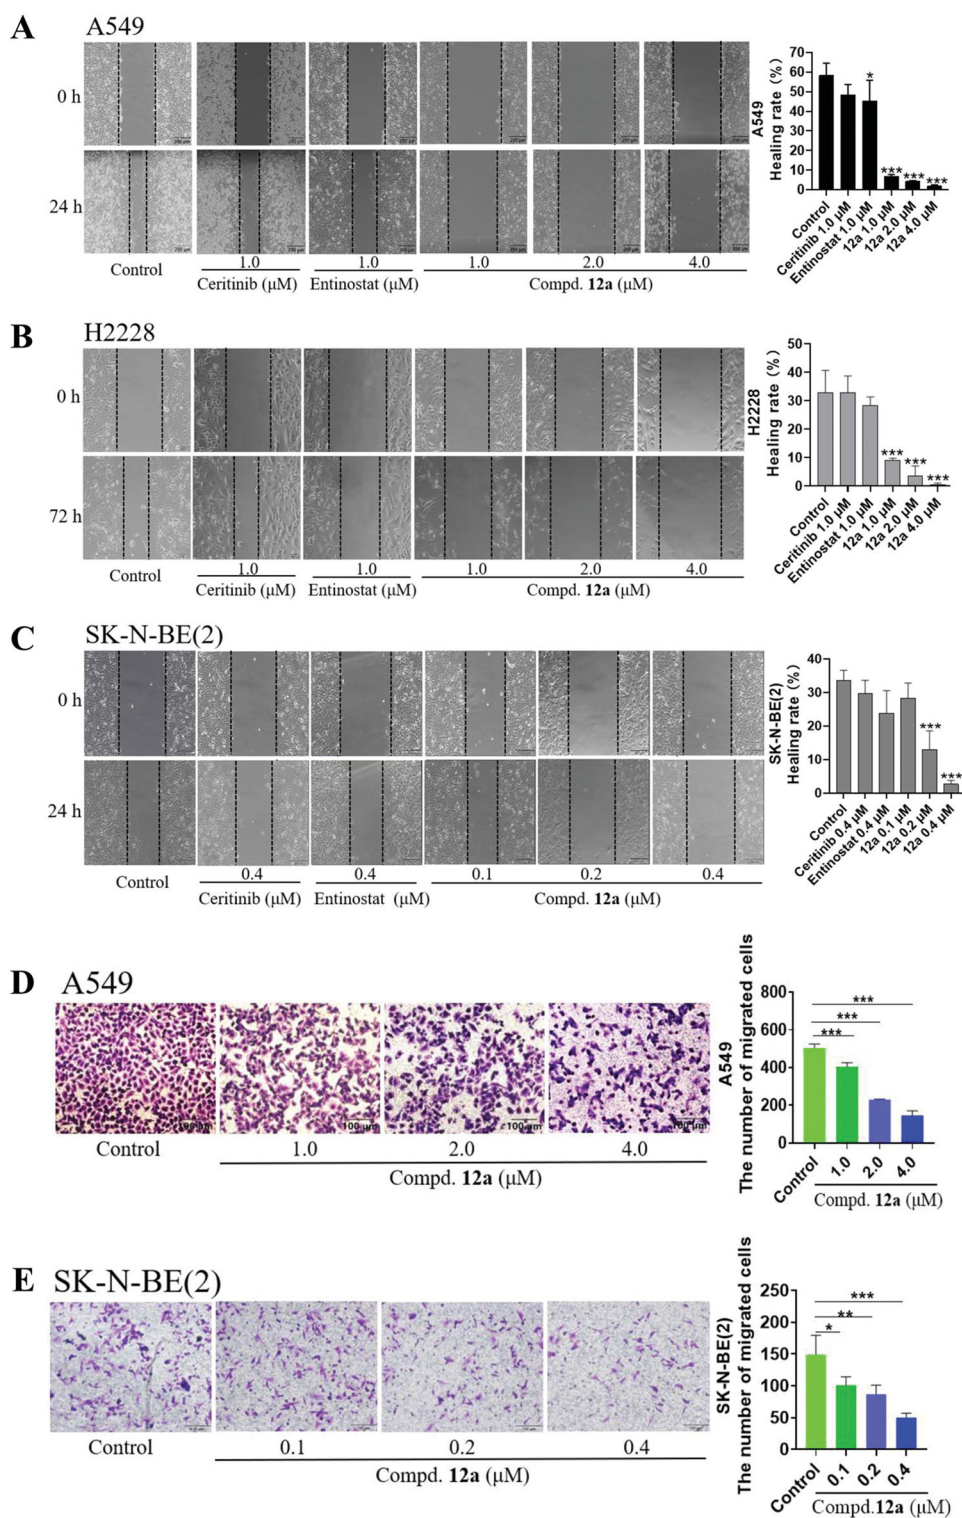 A
A549
0 h
24 h
200 μm
Control
1.0
Ceritinib (μM)
1.0
Entinostat (μM)
1.0
2.0
4.0
Compd. 12a (μM)
A549
Healing rate (%)
70
60
50
40
30
20
10
0
*
***
***
***
Control
Ceritinib 1.0 μM
Entinostat 1.0 μM
12a 1.0 μM
12a 2.0 μM
12a 4.0 μM
B
H2228
0 h
72 h
Control
1.0
Ceritinib (μM)
1.0
Entinostat (μM)
1.0
2.0
4.0
Compd. 12a (μM)
H2228
Healing rate (%)
50
40
30
20
10
0
***
***
***
Control
Ceritinib 1.0 μM
Entinostat 1.0 μM
12a 1.0 μM
12a 2.0 μM
12a 4.0 μM
C
SK-N-BE(2)
0 h
24 h
Control
0.4
Ceritinib (μM)
0.4
Entinostat (μM)
0.1
0.2
0.4
Compd. 12a (μM)
SK-N-BE(2)
Healing rate (%)
40
30
20
10
0
***
***
Control
Ceritinib 0.4 μM
Entinostat 0.4 μM
12a 0.1 μM
12a 0.2 μM
12a 0.4 μM
D
A549
100 μm
100 μm
100 μm
100 μm
Control
1.0
2.0
4.0
Compd. 12a (μM)
A549
The number of migrated cells
800
600
400
200
0
***
***
***
Control
1.0
2.0
4.0
Compd. 12a (μM)
E
SK-N-BE(2)
Control
0.1
0.2
0.4
Compd. 12a (μM)
SK-N-BE(2)
The number of migrated cells
250
200
150
100
50
0
***
**
*
Control
0.1
0.2
0.4
Compd.12a (μM)